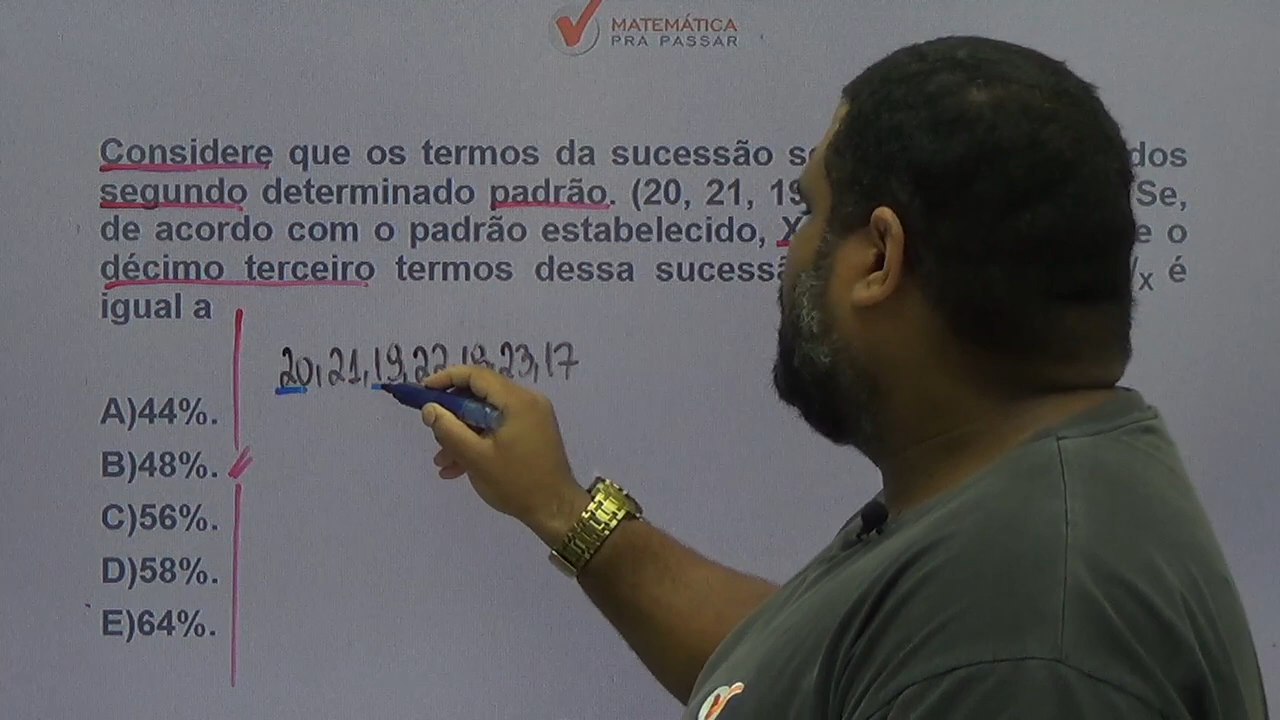 MATEMÁTICA
PRA PASSAR
Considere que os termos da sucessão dos
segundo determinado padrão. (20, 21, 19 Se,
de acordo com o padrão estabelecido, X e o
décimo terceiro termos dessa X é
igual a
20, 21, 19, 22, 18, 23, 17
A)44%.
B)48%.
C)56%.
D)58%.
E)64%.